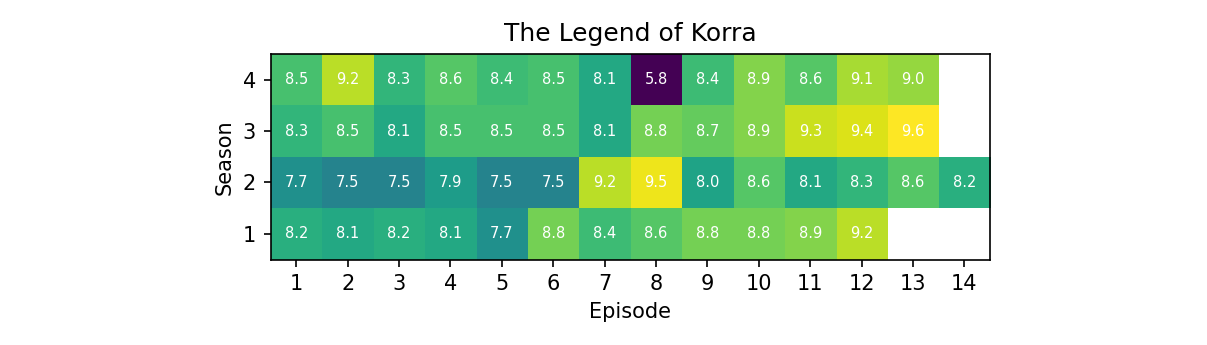 The Legend of Korra
Season
4 8.5 9.2 8.3 8.6 8.4 8.5 8.1 5.8 8.4 8.9 8.6 9.1 9.0
3 8.3 8.5 8.1 8.5 8.5 8.5 8.1 8.8 8.7 8.9 9.3 9.4 9.6
2 7.7 7.5 7.5 7.9 7.5 7.5 9.2 9.5 8.0 8.6 8.1 8.3 8.6 8.2
1 8.2 8.1 8.2 8.1 7.7 8.8 8.4 8.6 8.8 8.8 8.9 9.2
1 2 3 4 5 6 7 8 9 10 11 12 13 14
Episode